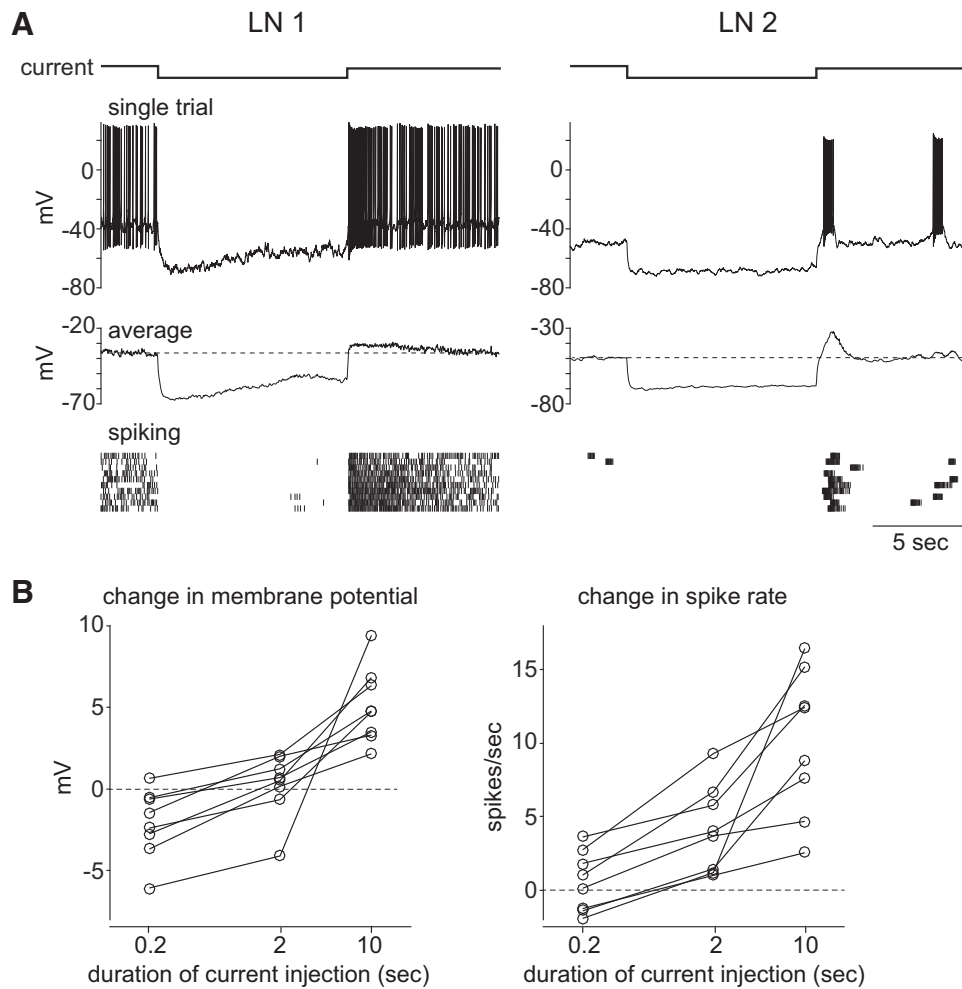 A
LN 1
LN 2
current
single trial
0
-40
-80
mV
0
-40
-80
average
-20
-70
mV
-30
-80
spiking
5 sec
B
change in membrane potential
change in spike rate
10
5
0
-5
mV
15
10
5
0
spikes/sec
0.2 2 10
0.2 2 10
duration of current injection (sec)
duration of current injection (sec)